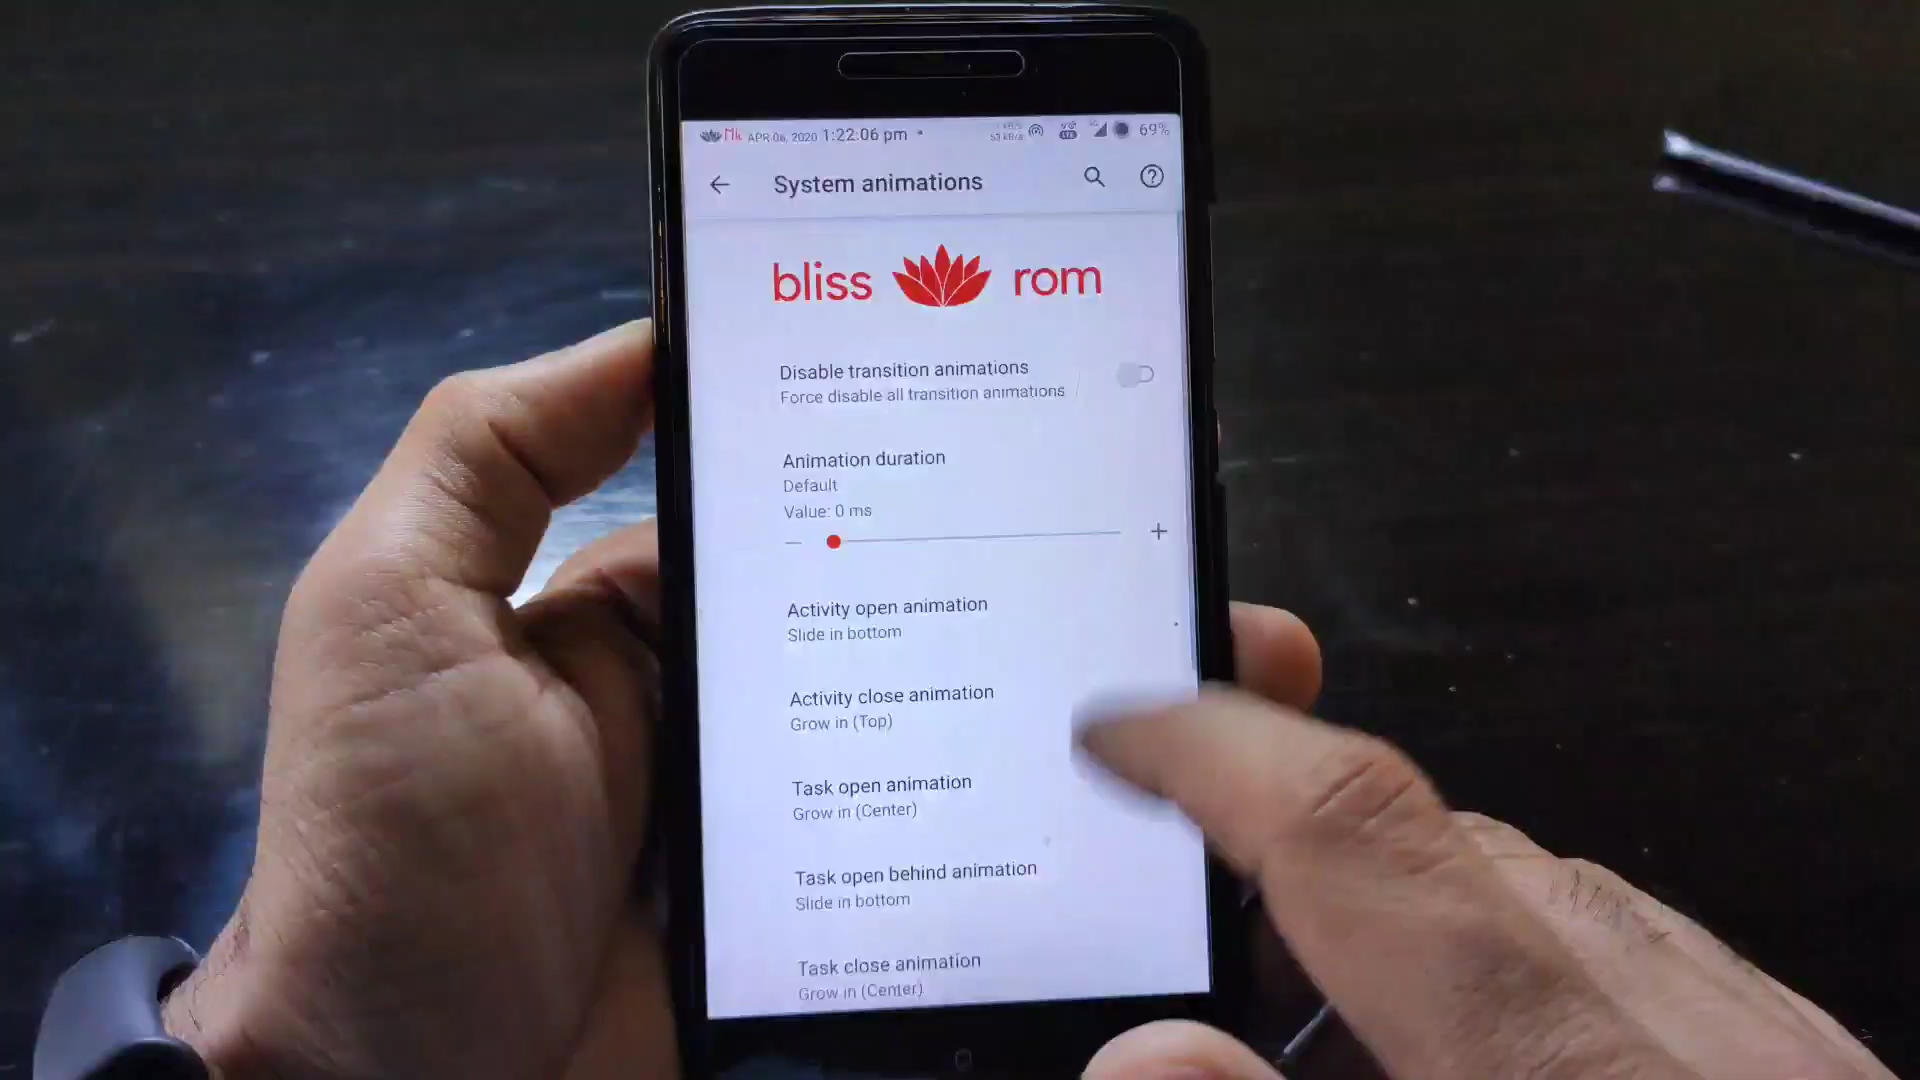 Mk APR 06, 2020 1:22:06 pm 69%
System animations
bliss rom
Disable transition animations
Force disable all transition animations
Animation duration
Default
Value: 0 ms
Activity open animation
Slide in bottom
Activity close animation
Grow in (Top)
Task open animation
Grow in (Center)
Task open behind animation
Slide in bottom
Task close animation
Grow in (Center)